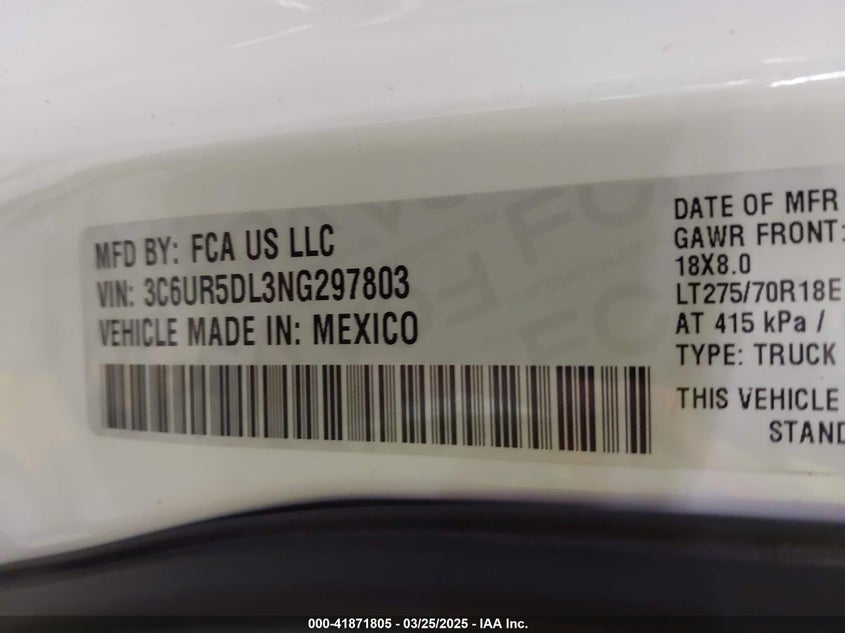 MFD BY: FCA US LLC
VIN: 3C6UR5DL3NG297803
VEHICLE MADE IN: MEXICO
DATE OF MFR
GAWR FRONT:
18X8.0
LT275/70R18E
AT 415 kPa /
TYPE: TRUCK
THIS VEHICLE
STAND
000-41871805 - 03/25/2025 - IAA Inc.